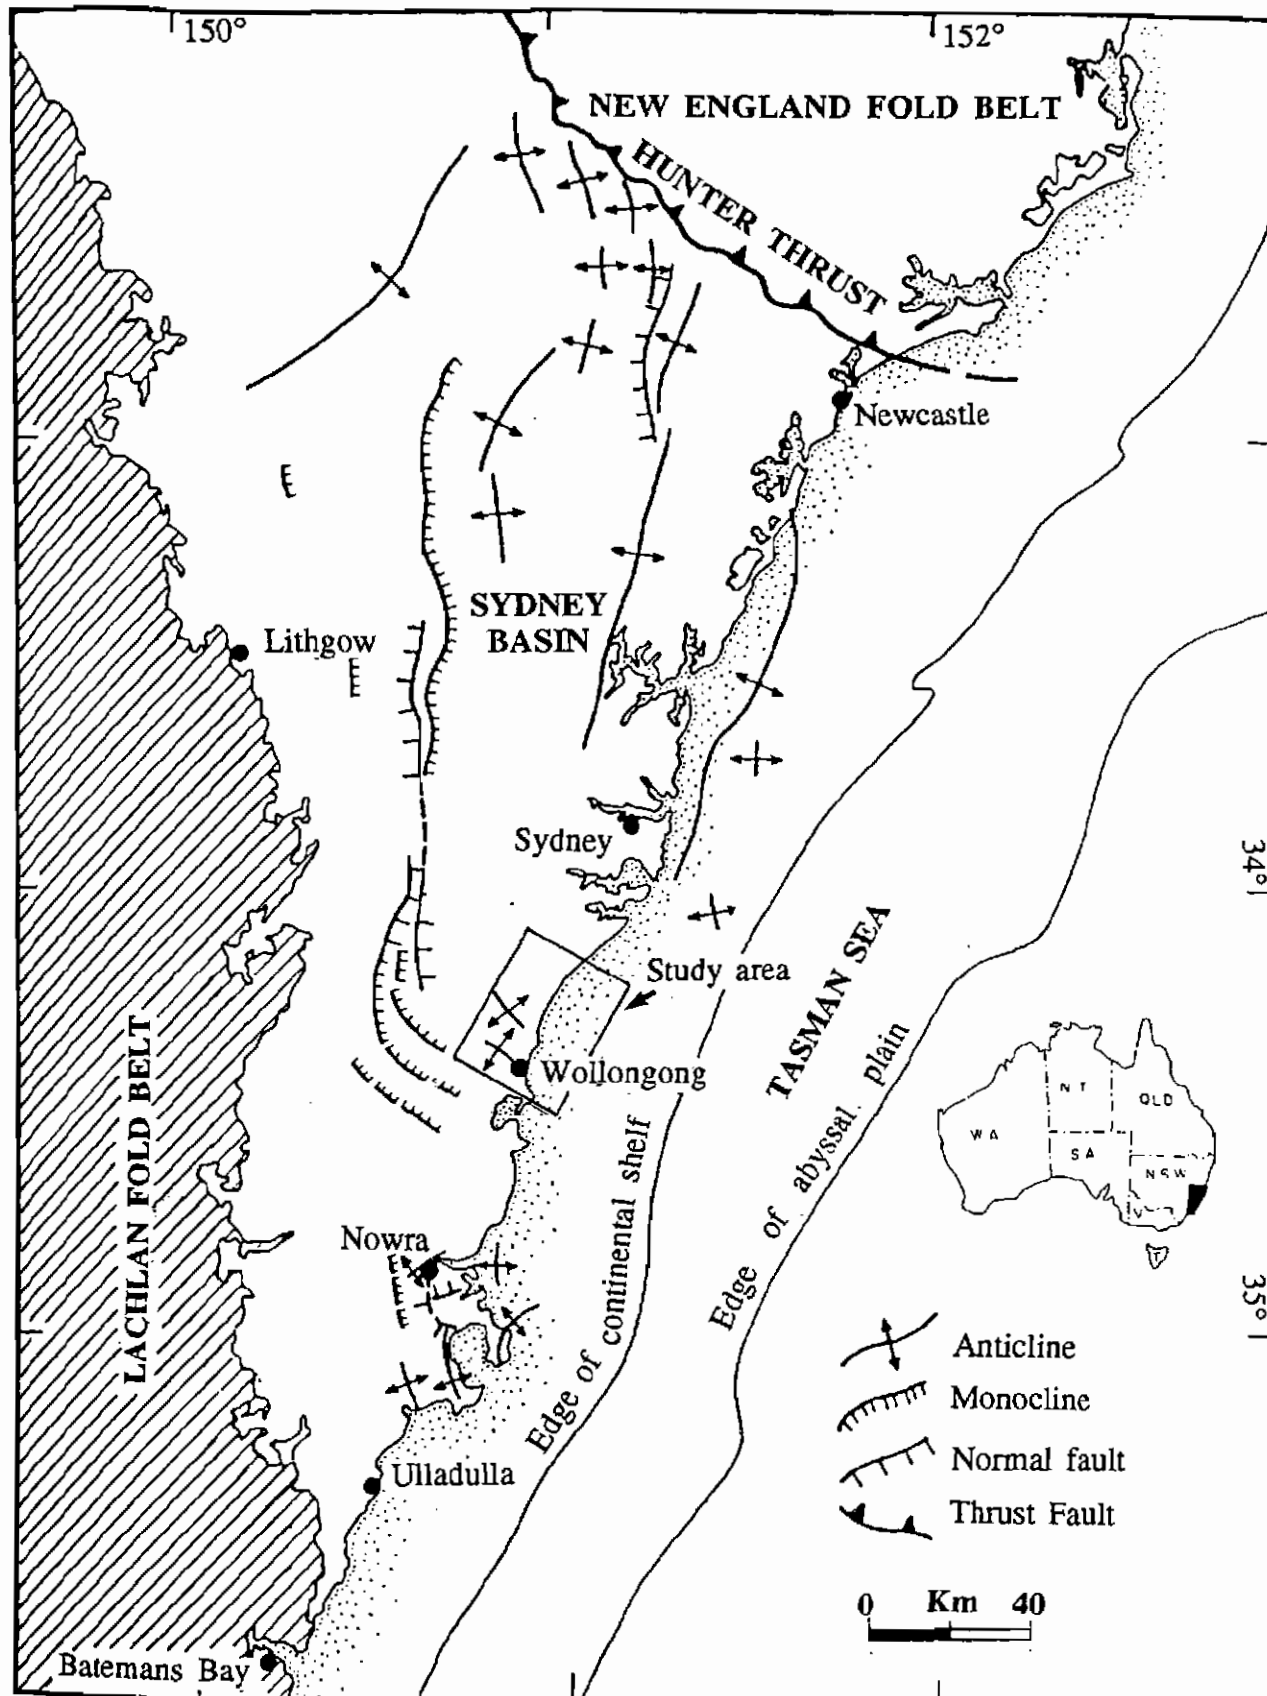 150°
152°
NEW ENGLAND FOLD BELT
HUNTER THRUST
Newcastle
SYDNEY
BASIN
Lithgow
Sydney
34°
Study area
TASMAN SEA
Wollongong
LACHLAN FOLD BELT
Edge of continental shelf
Edge of abyssal plain
WA
NT
QLD
SA
NSW
V
T
Nowra
35°
Anticline
Monocline
Normal fault
Thrust Fault
Ulladulla
0 Km 40
Batemans Bay